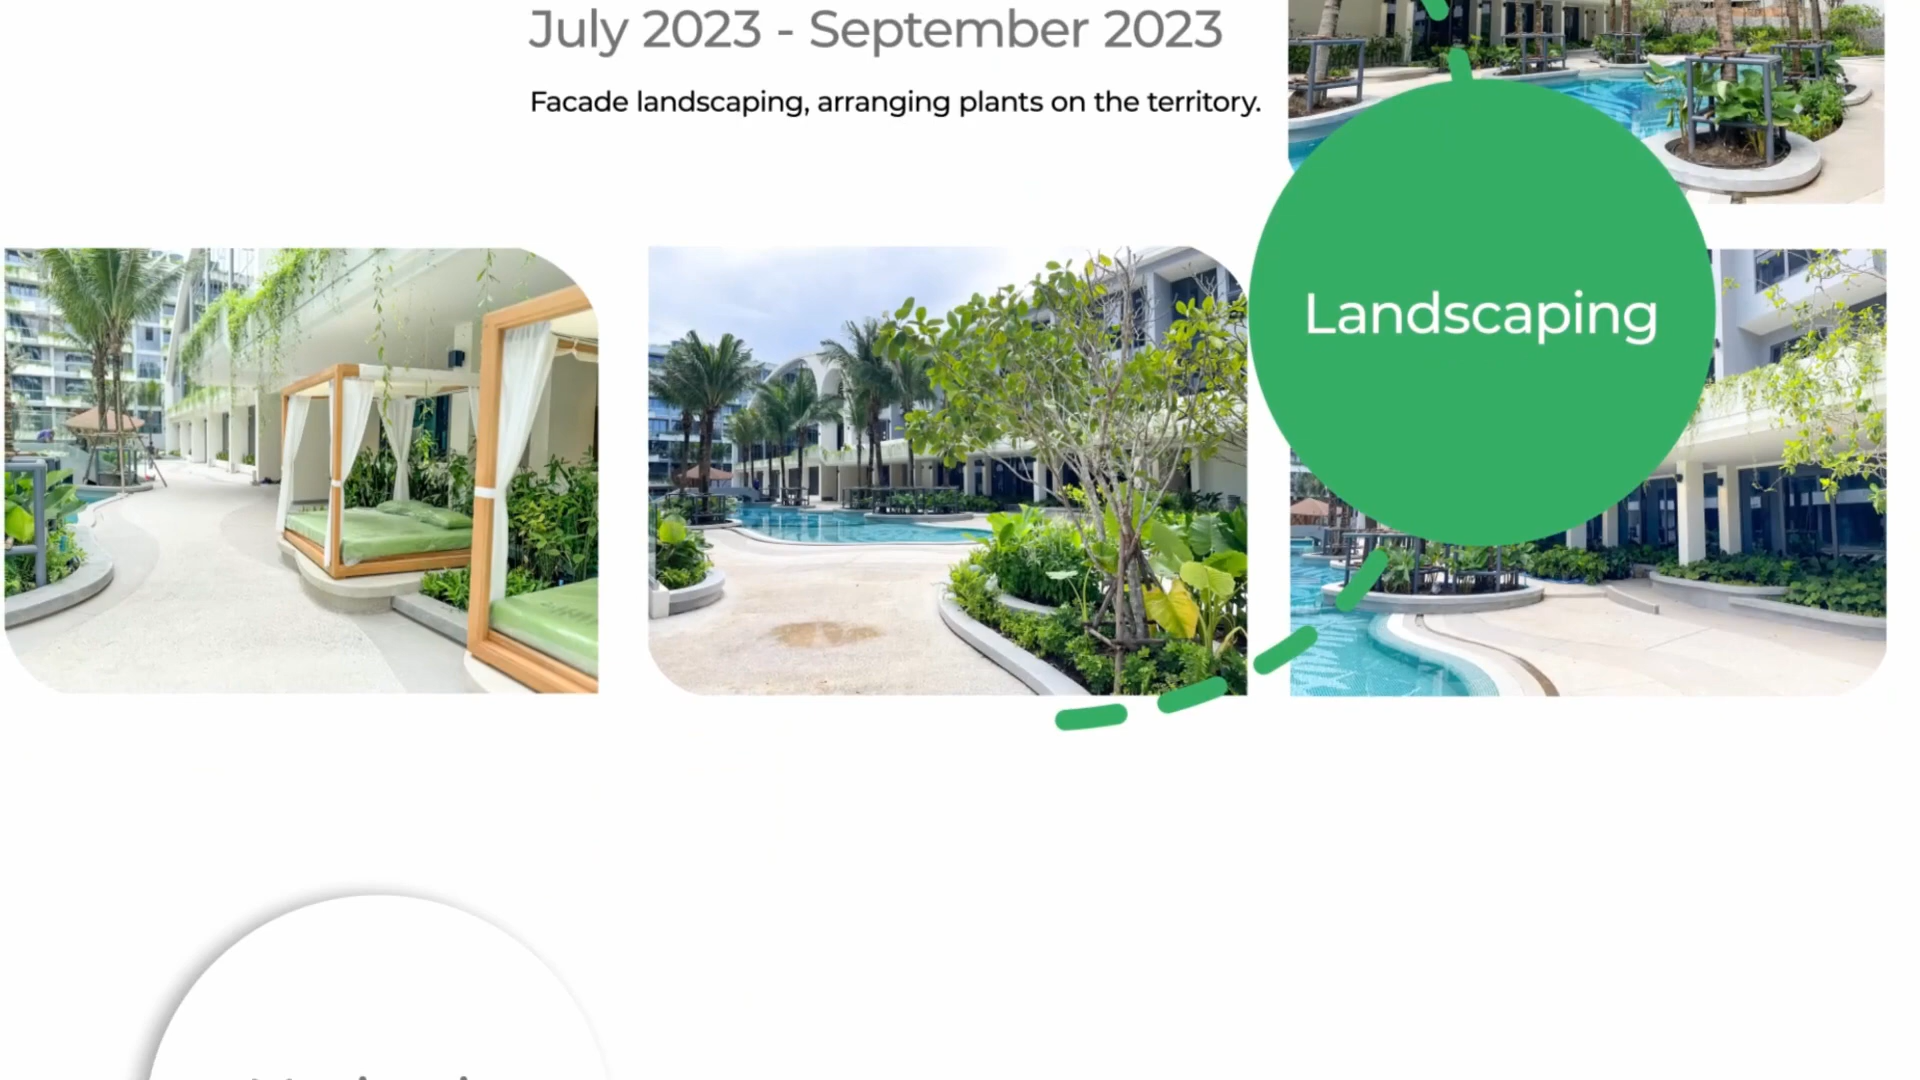 July 2023 - September 2023
Facade landscaping, arranging plants on the territory.
Landscaping